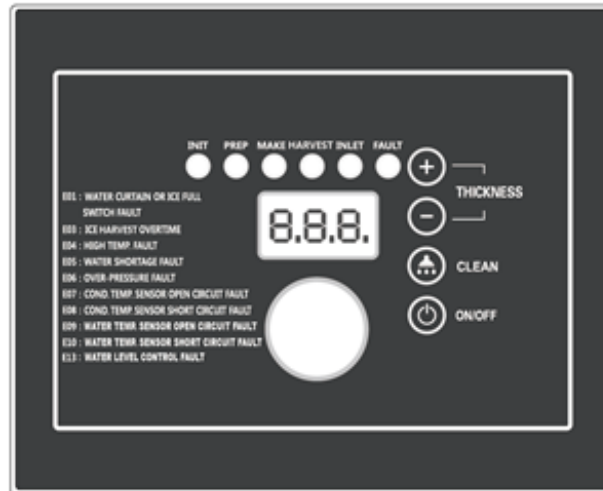 INIT PREP MAKE HARVEST INLET FAULT
+
THICKNESS
−
8.8.8.
CLEAN
ON/OFF
E01 : WATER CURTAIN OR ICE FULL
SWITCH FAULT
E03 : ICE HARVEST OVERTIME
E04 : HIGH TEMP. FAULT
E05 : WATER SHORTAGE FAULT
E06 : OVER-PRESSURE FAULT
E07 : COND. TEMP. SENSOR OPEN CIRCUIT FAULT
E08 : COND. TEMP. SENSOR SHORT CIRCUIT FAULT
E09 : WATER TEMP. SENSOR OPEN CIRCUIT FAULT
E10 : WATER TEMP. SENSOR SHORT CIRCUIT FAULT
E13 : WATER LEVEL CONTROL FAULT